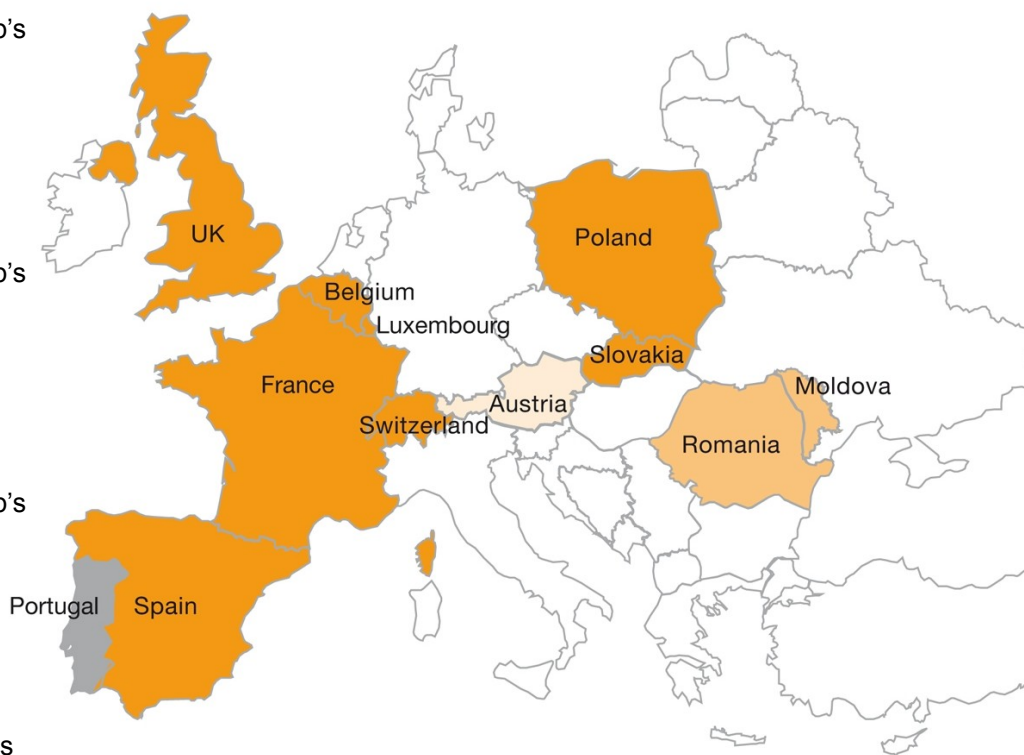 o's
UK
Poland
o's
Belgium
Luxembourg
Slovakia
France
Moldova
Austria
Switzerland
Romania
o's
Portugal
Spain
s